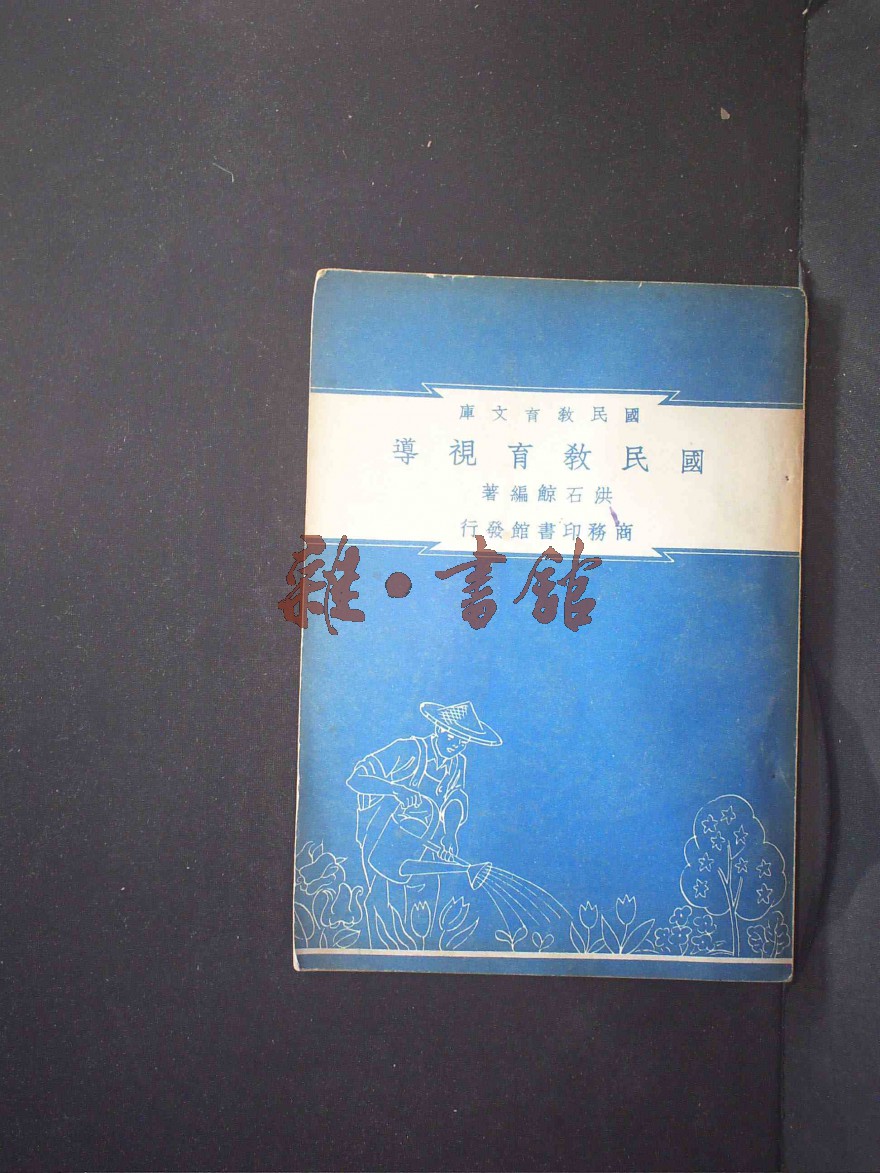 國民教育文庫
國民教育視導
洪石鯨編著
商務印書館發行
雜·書館